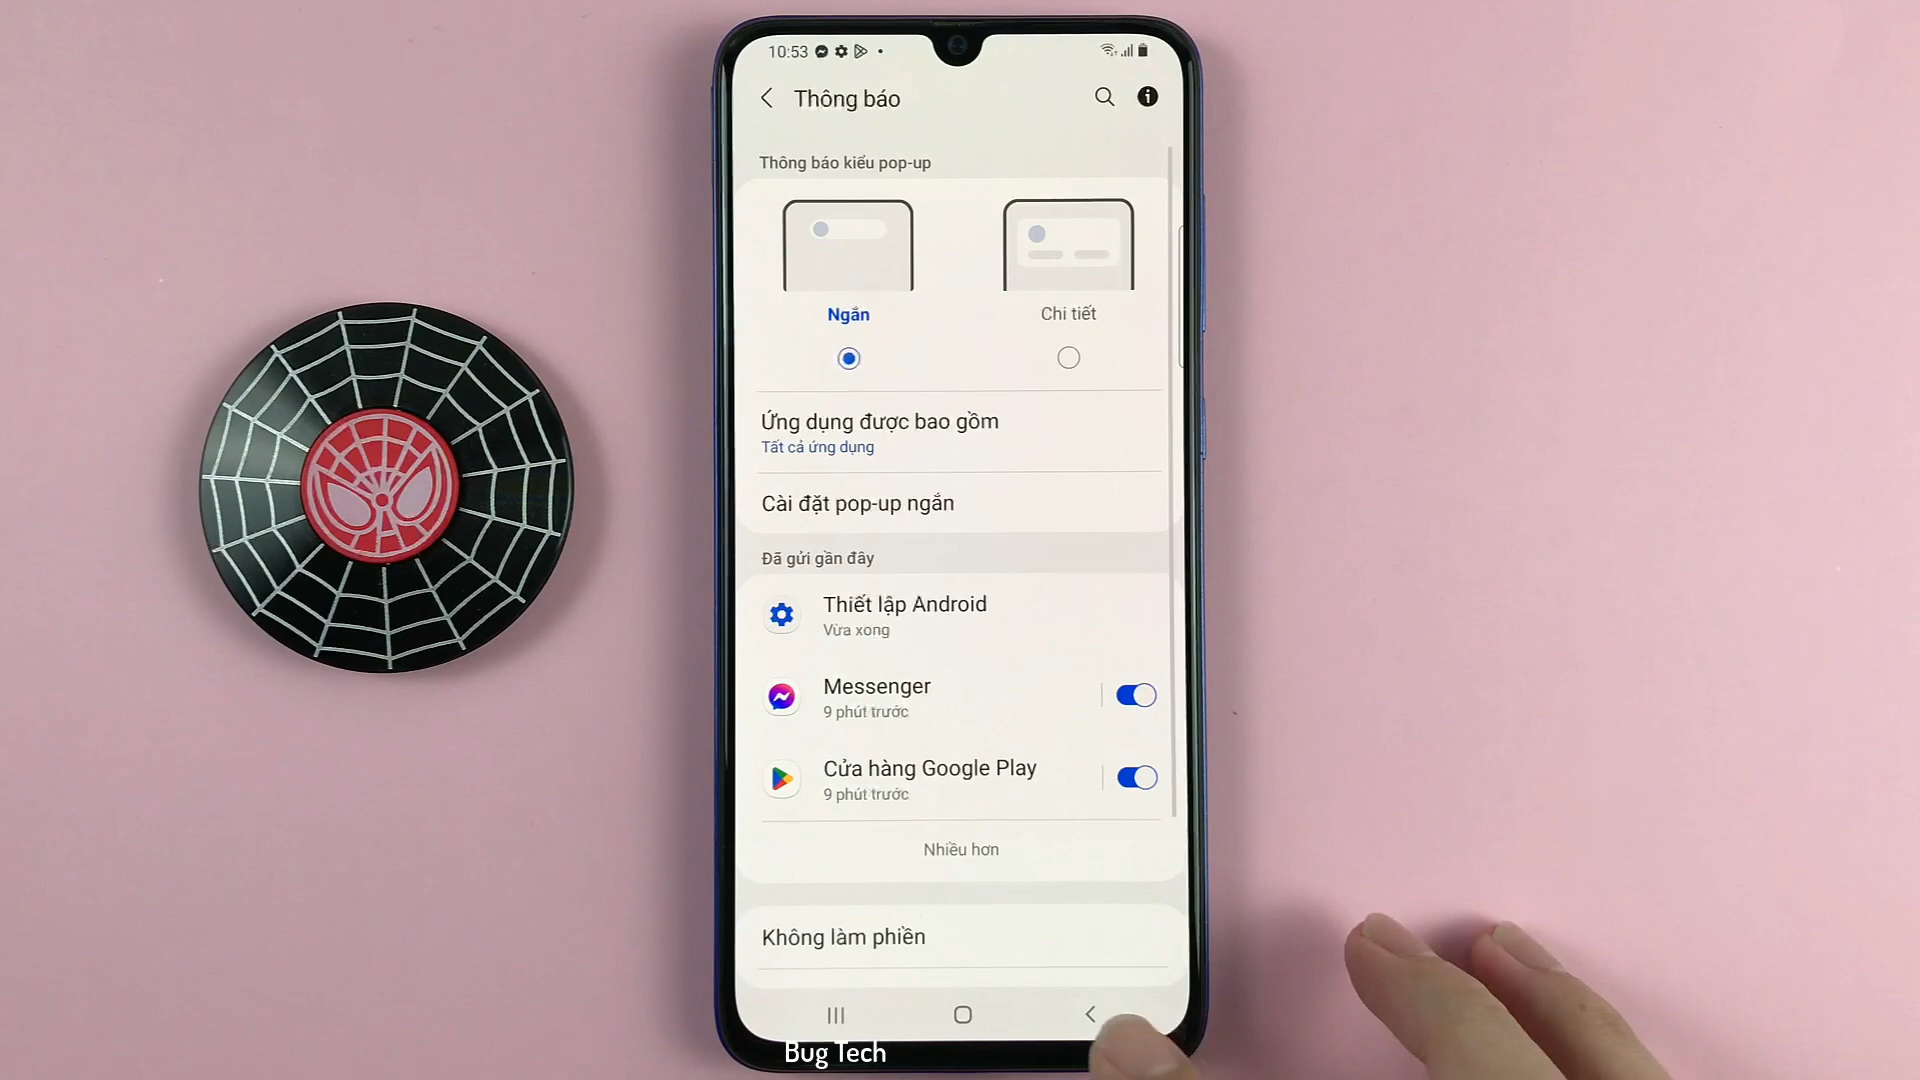 10:53
Thông báo
Thông báo kiểu pop-up
Ngắn
Chi tiết
Ứng dụng được bao gồm
Tất cả ứng dụng
Cài đặt pop-up ngắn
Đã gửi gần đây
Thiết lập Android
Vừa xong
Messenger
9 phút trước
Cửa hàng Google Play
9 phút trước
Nhiều hơn
Không làm phiền
Bug Tech